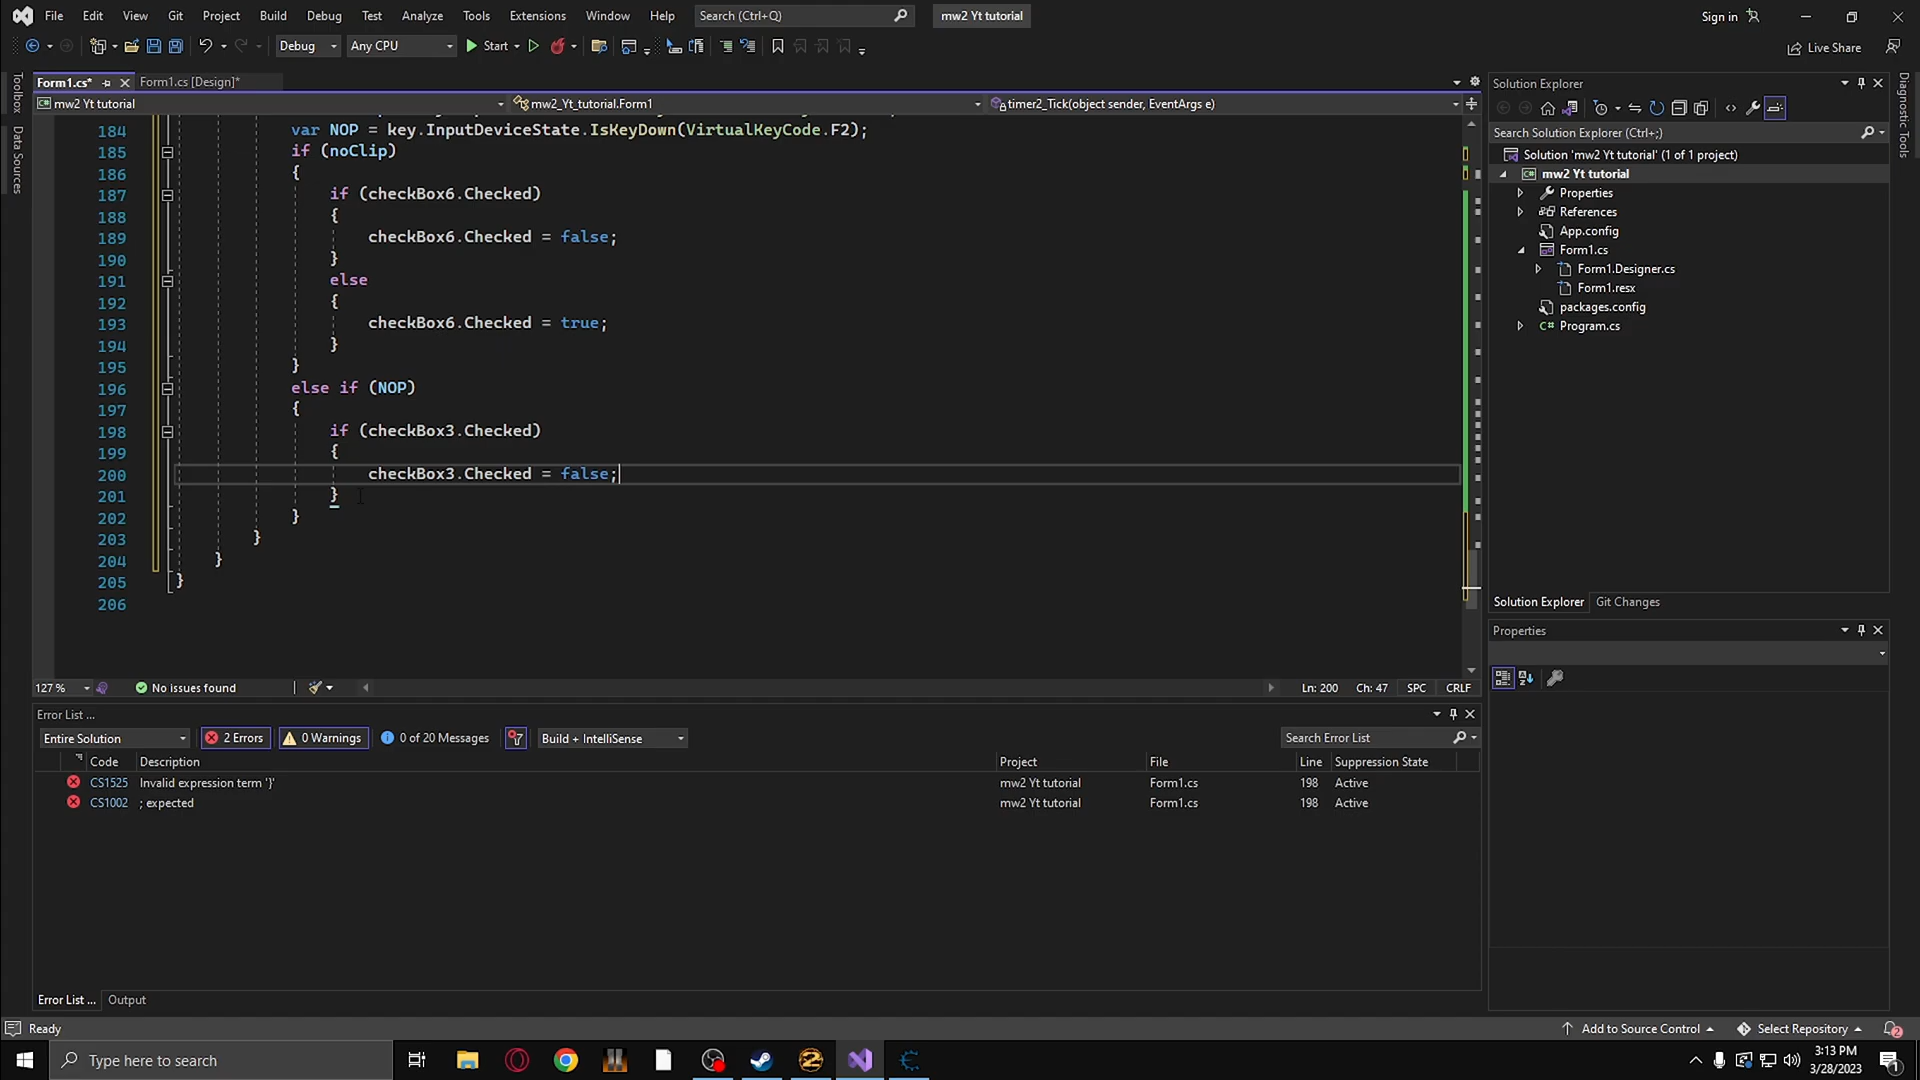 File Edit View Git Project Build Debug Test Analyze Tools Extensions Window Help Search (Ctrl+Q) mw2 Yt tutorial Sign in
Debug Any CPU Start Live Share
Form1.cs* Form1.cs [Design]*
mw2 Yt tutorial mw2_Yt_tutorial.Form1 timer2_Tick(object sender, EventArgs e)
Toolbox
Data Sources
184 var NOP = key.InputDeviceState.IsKeyDown(VirtualKeyCode.F2);
185 if (noClip)
186 {
187 if (checkBox6.Checked)
188 {
189 checkBox6.Checked = false;
190 }
191 else
192 {
193 checkBox6.Checked = true;
194 }
195 }
196 else if (NOP)
197 {
198 if (checkBox3.Checked)
199 {
200 checkBox3.Checked = false;
201 }
202 }
203 }
204 }
205 }
206
127 % No issues found Ln: 200 Ch: 47 SPC CRLF
Error List ...
Entire Solution 2 Errors 0 Warnings 0 of 20 Messages Build + IntelliSense Search Error List
Code Description Project File Line Suppression State
CS1525 Invalid expression term '}' mw2 Yt tutorial Form1.cs 198 Active
CS1002 ; expected mw2 Yt tutorial Form1.cs 198 Active
Error List ... Output
Solution Explorer
Search Solution Explorer (Ctrl+;)
Solution 'mw2 Yt tutorial' (1 of 1 project)
mw2 Yt tutorial
Properties
References
App.config
Form1.cs
Form1.Designer.cs
Form1.resx
packages.config
Program.cs
Solution Explorer Git Changes
Properties
Diagnostic Tools
Ready Add to Source Control Select Repository 2
Type here to search
3:13 PM
3/28/2023
1